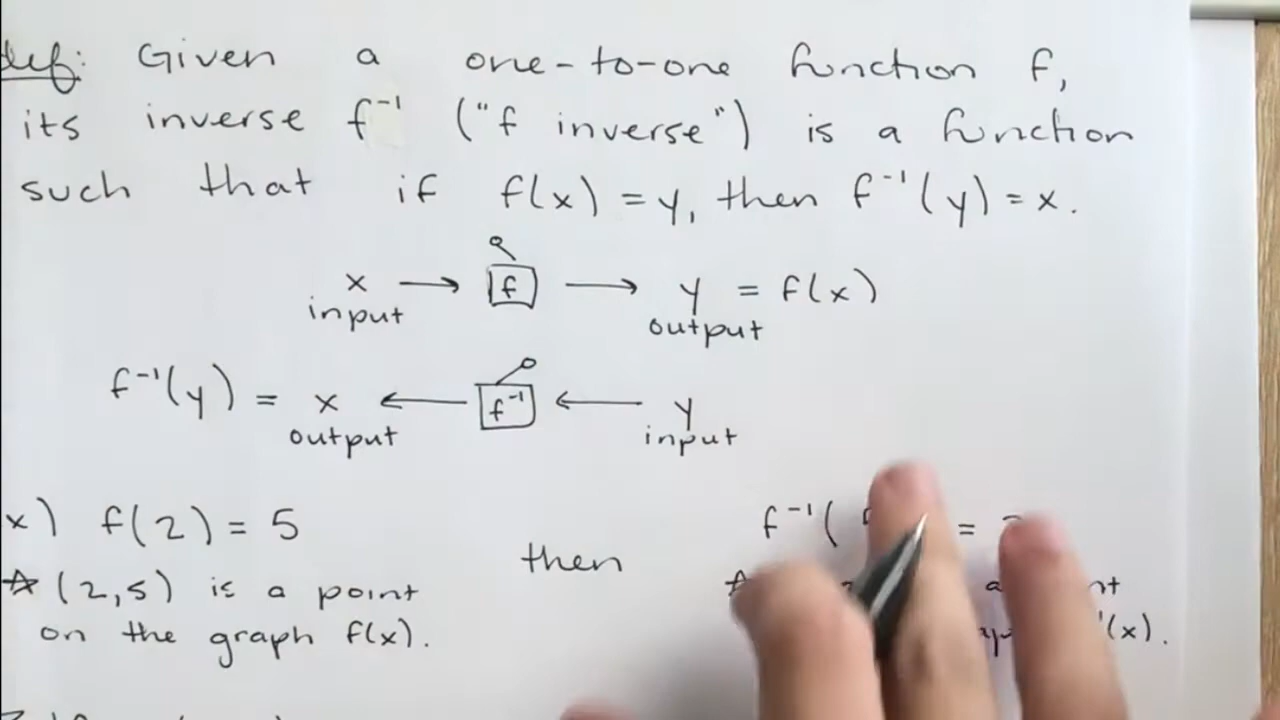 def: Given a one-to-one function f,
its inverse f⁻¹ ("f inverse") is a function
such that if f(x) = y, then f⁻¹(y) = x.
x → f → y = f(x)
input output
f⁻¹(y) = x ← f⁻¹ ← y
output input
x) f(2) = 5 then f⁻¹( =
☆ (2,5) is a point ☆ a
on the graph f(x). (x).